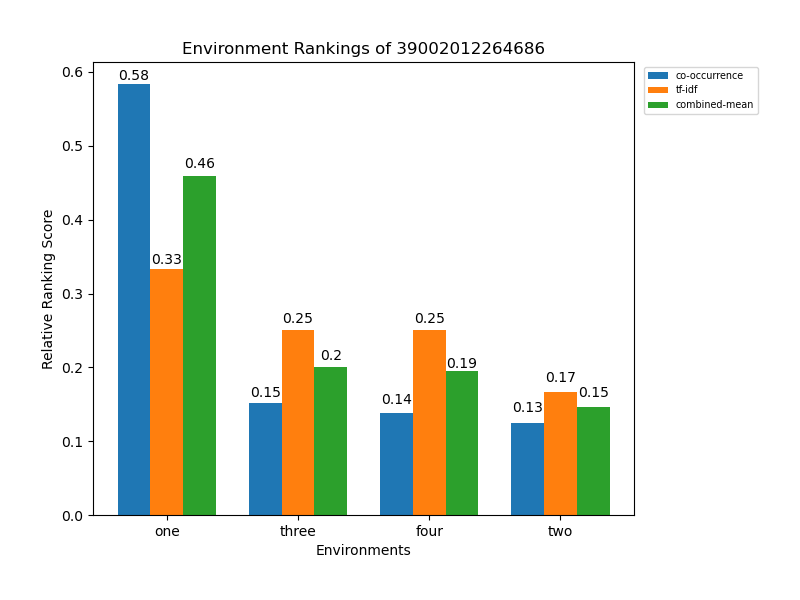 Environment Rankings of 39002012264686
co-occurrence
tf-idf
combined-mean
Relative Ranking Score
0.6
0.5
0.4
0.3
0.2
0.1
0.0
0.58
0.33
0.46
0.15
0.25
0.2
0.14
0.25
0.19
0.13
0.17
0.15
one three four two
Environments